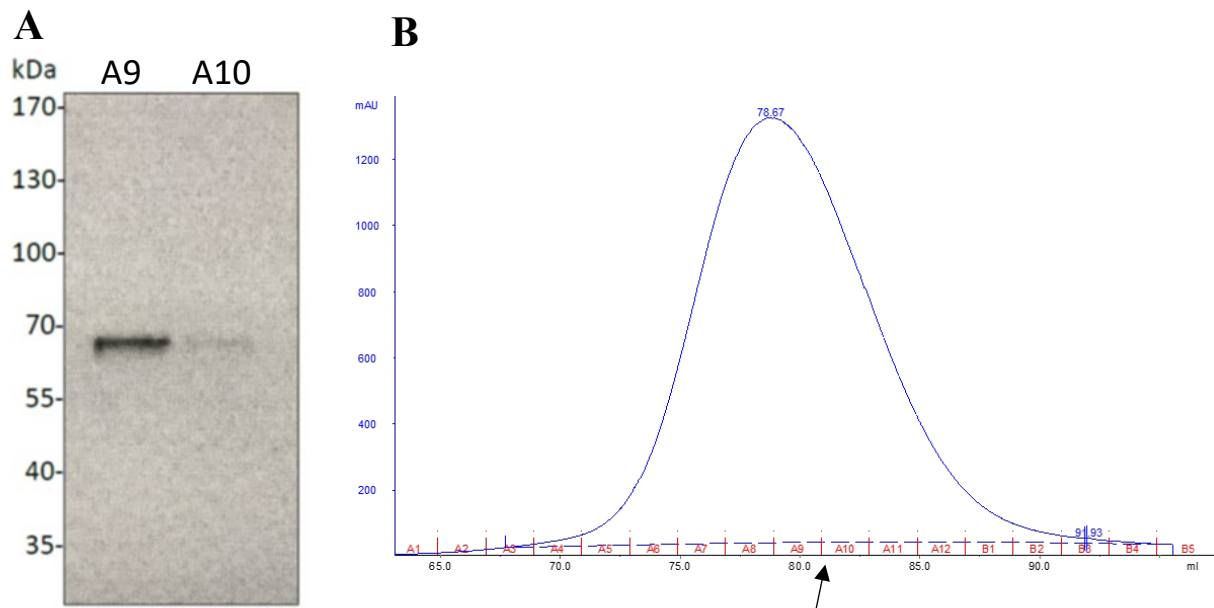 A
kDa
A9 A10
170-
130-
100-
70-
55-
40-
35-
B
mAU
78.67
1200
1000
800
600
400
200
91.93
A1 A2 A3 A4 A5 A6 A7 A8 A9 A10 A11 A12 B1 B2 B3 B4 B5
65.0 70.0 75.0 80.0 85.0 90.0 ml